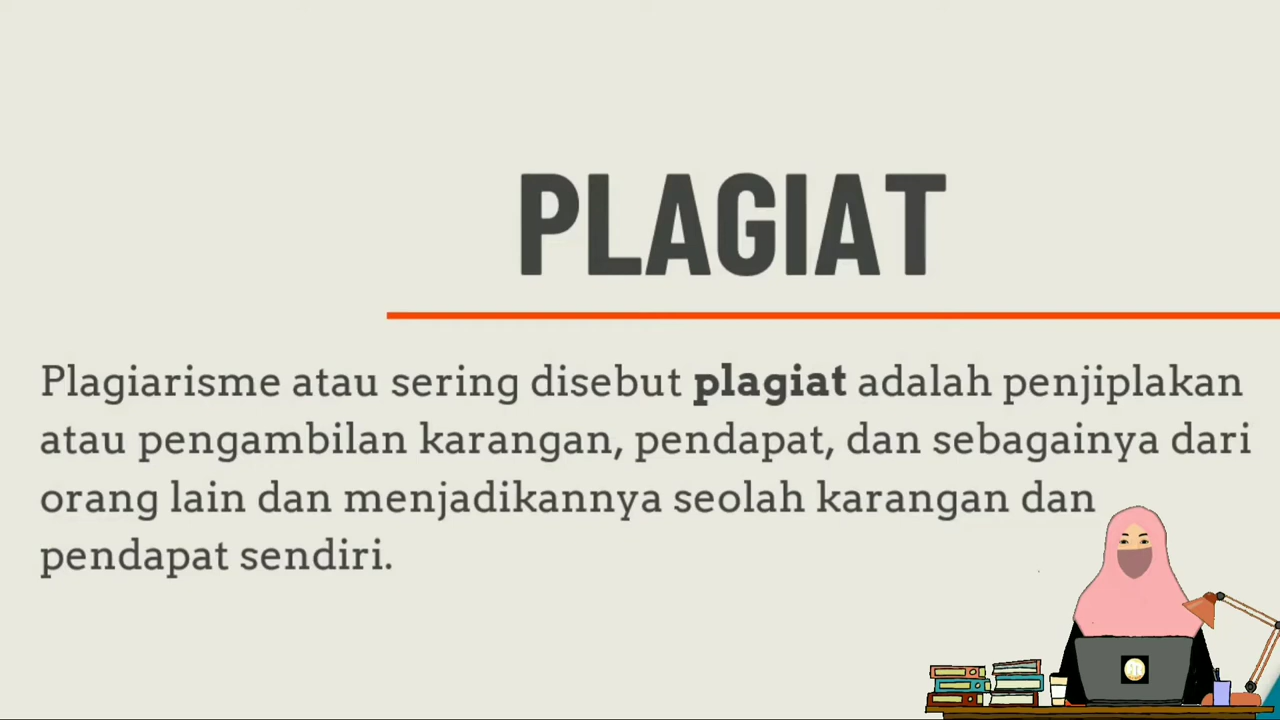 PLAGIAT
Plagiarisme atau sering disebut plagiat adalah penjiplakan
atau pengambilan karangan, pendapat, dan sebagainya dari
orang lain dan menjadikannya seolah karangan dan
pendapat sendiri.